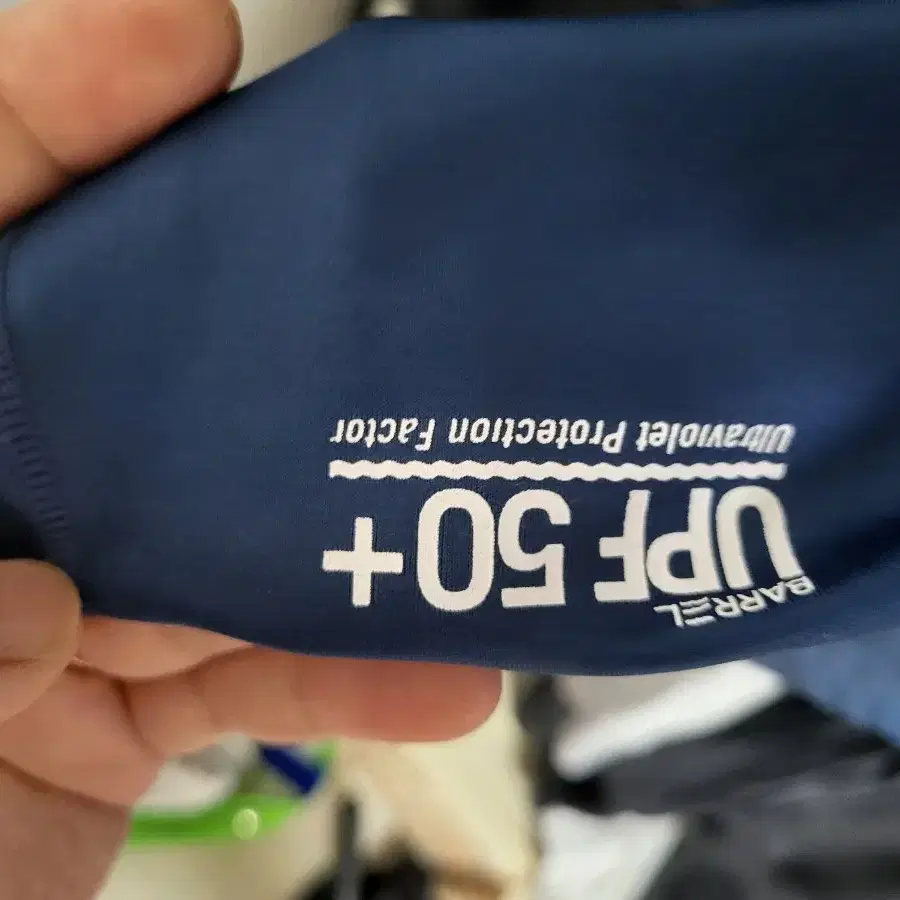 BARREL
UPF 50+
Ultraviolet Protection Factor